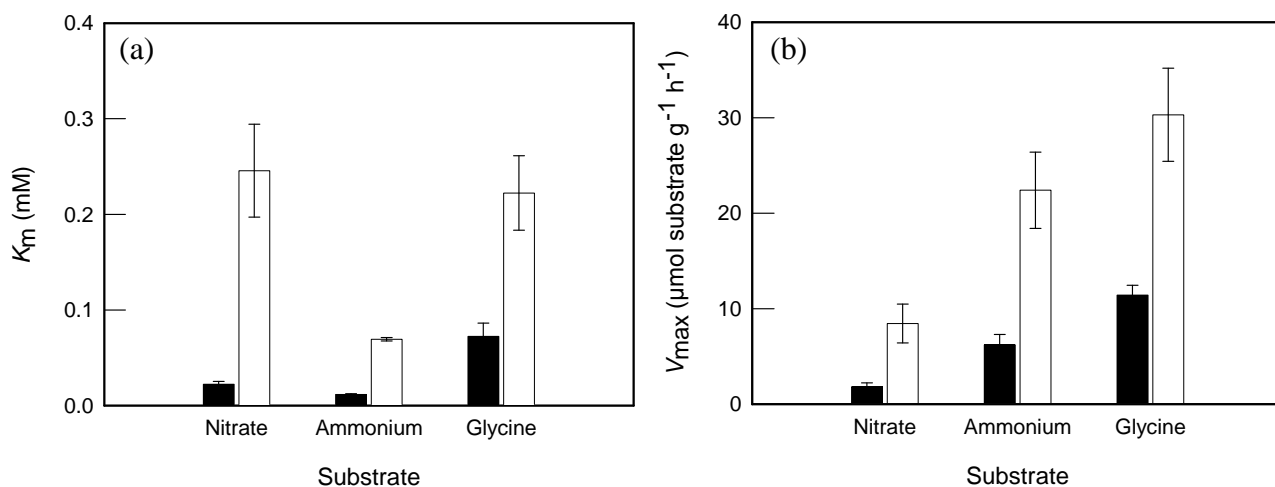 (a)
0.4
0.3
0.2
0.1
0.0
K_m (mM)
Nitrate Ammonium Glycine
Substrate
(b)
40
30
20
10
0
V_max (µmol substrate g⁻¹ h⁻¹)
Nitrate Ammonium Glycine
Substrate